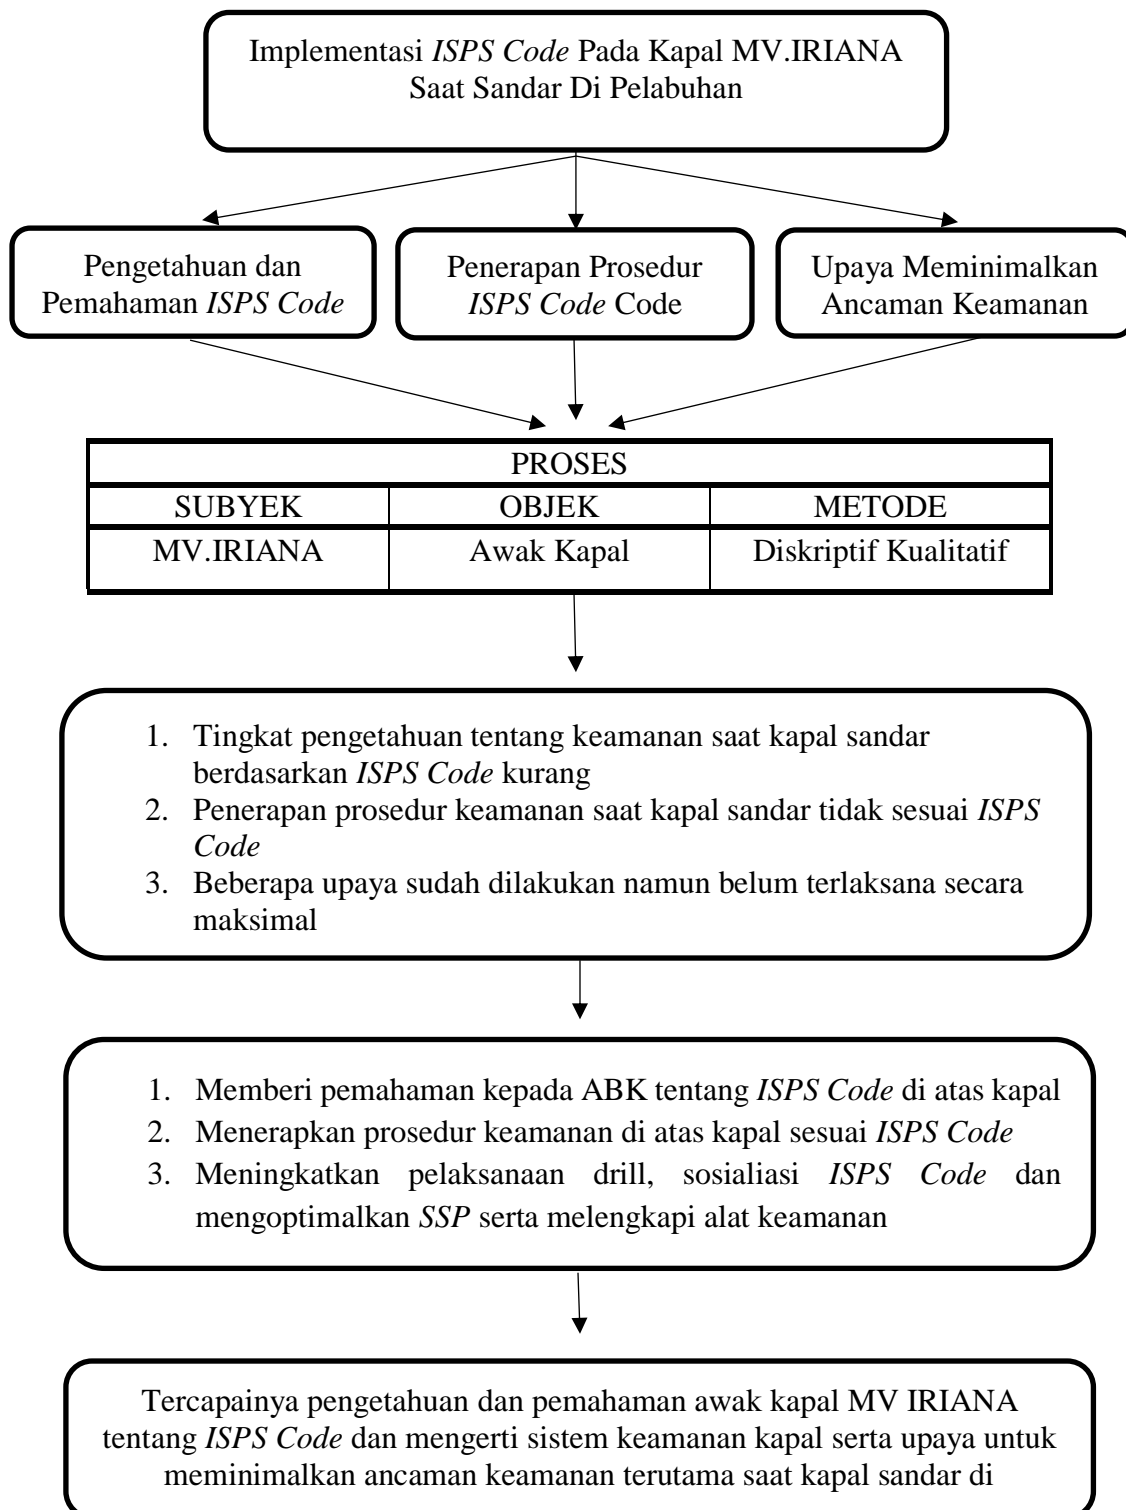 Implementasi ISPS Code Pada Kapal MV.IRIANA
Saat Sandar Di Pelabuhan
Pengetahuan dan
Pemahaman ISPS Code
Penerapan Prosedur
ISPS Code Code
Upaya Meminimalkan
Ancaman Keamanan
PROSES
SUBYEK OBJEK METODE
MV.IRIANA Awak Kapal Diskriptif Kualitatif
1. Tingkat pengetahuan tentang keamanan saat kapal sandar
berdasarkan ISPS Code kurang
2. Penerapan prosedur keamanan saat kapal sandar tidak sesuai ISPS
Code
3. Beberapa upaya sudah dilakukan namun belum terlaksana secara
maksimal
1. Memberi pemahaman kepada ABK tentang ISPS Code di atas kapal
2. Menerapkan prosedur keamanan di atas kapal sesuai ISPS Code
3. Meningkatkan pelaksanaan drill, sosialiasi ISPS Code dan
mengoptimalkan SSP serta melengkapi alat keamanan
Tercapainya pengetahuan dan pemahaman awak kapal MV IRIANA
tentang ISPS Code dan mengerti sistem keamanan kapal serta upaya untuk
meminimalkan ancaman keamanan terutama saat kapal sandar di